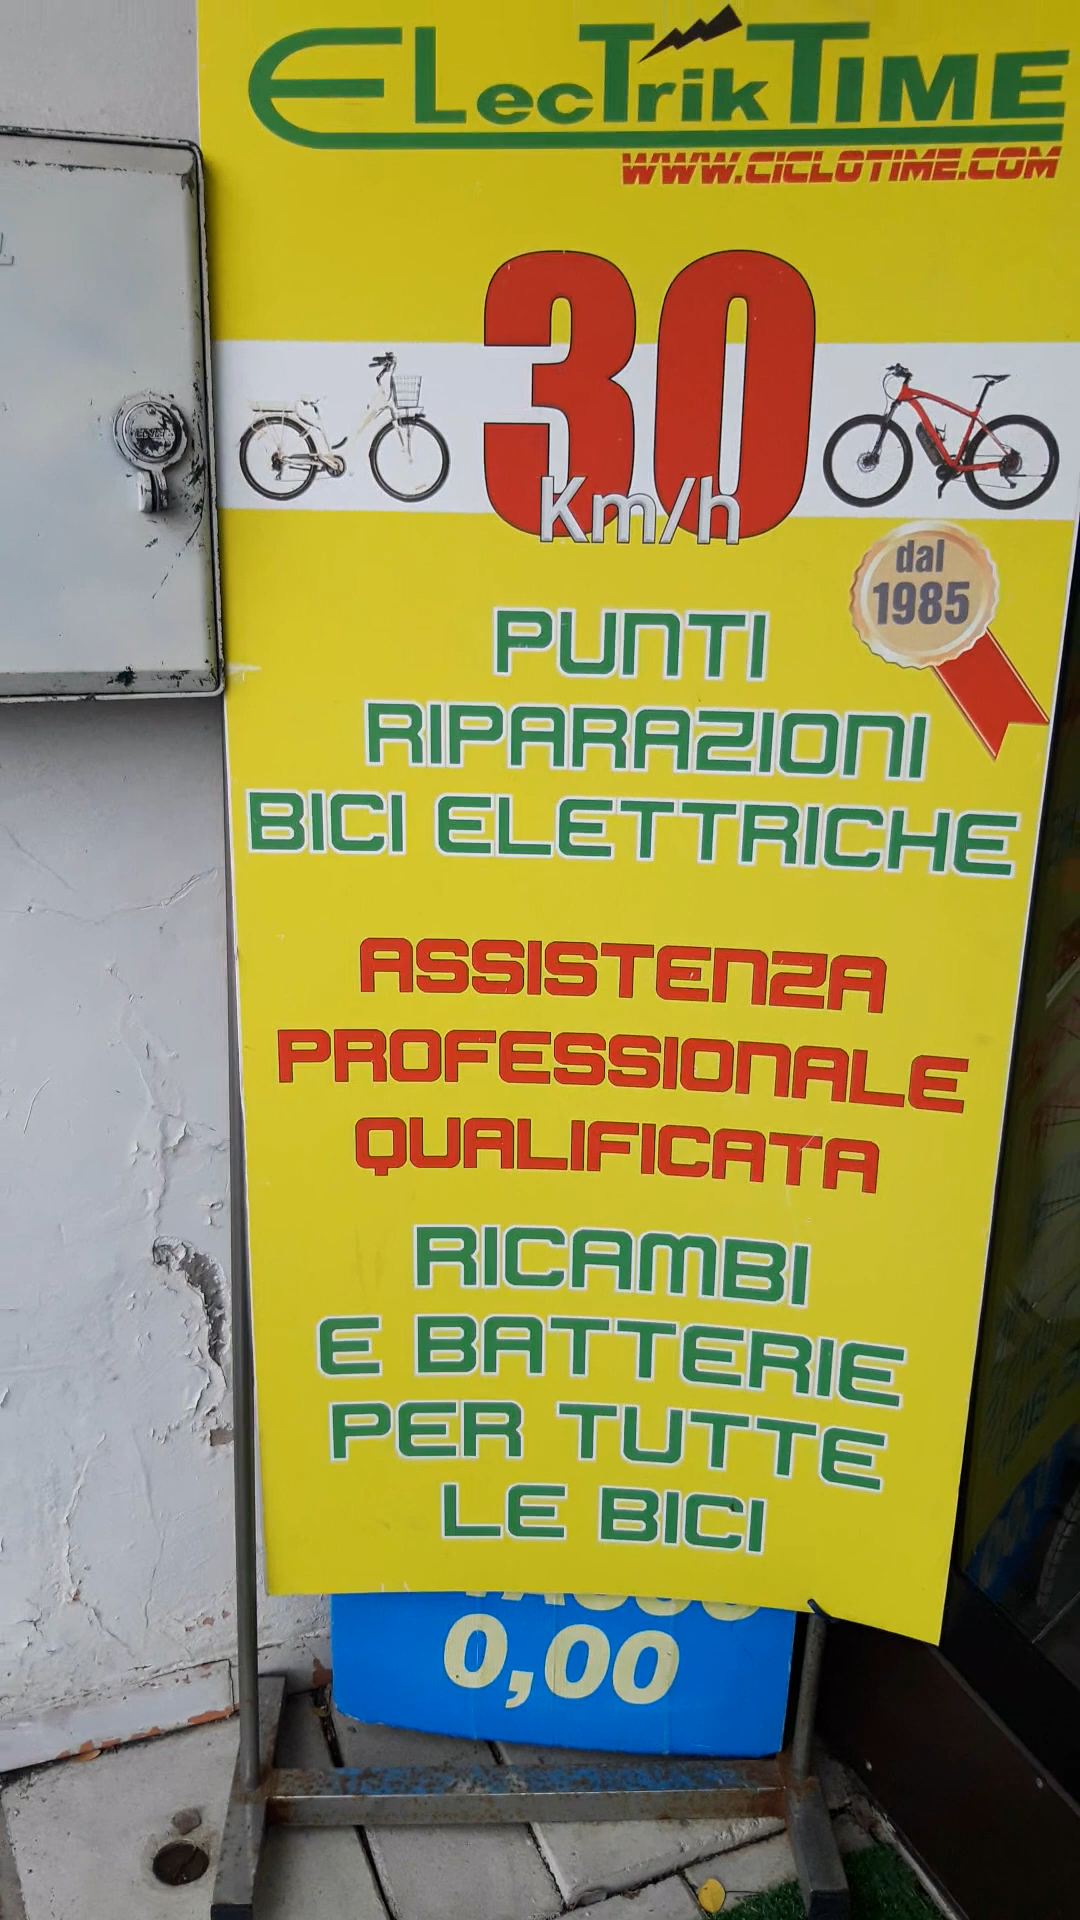 ELecTrikTIME
WWW.CICLOTIME.COM
30
Km/h
dal
1985
PUNTI
RIPARAZIONI
BICI ELETTRICHE
ASSISTENZA
PROFESSIONALE
QUALIFICATA
RICAMBI
E BATTERIE
PER TUTTE
LE BICI
0,00